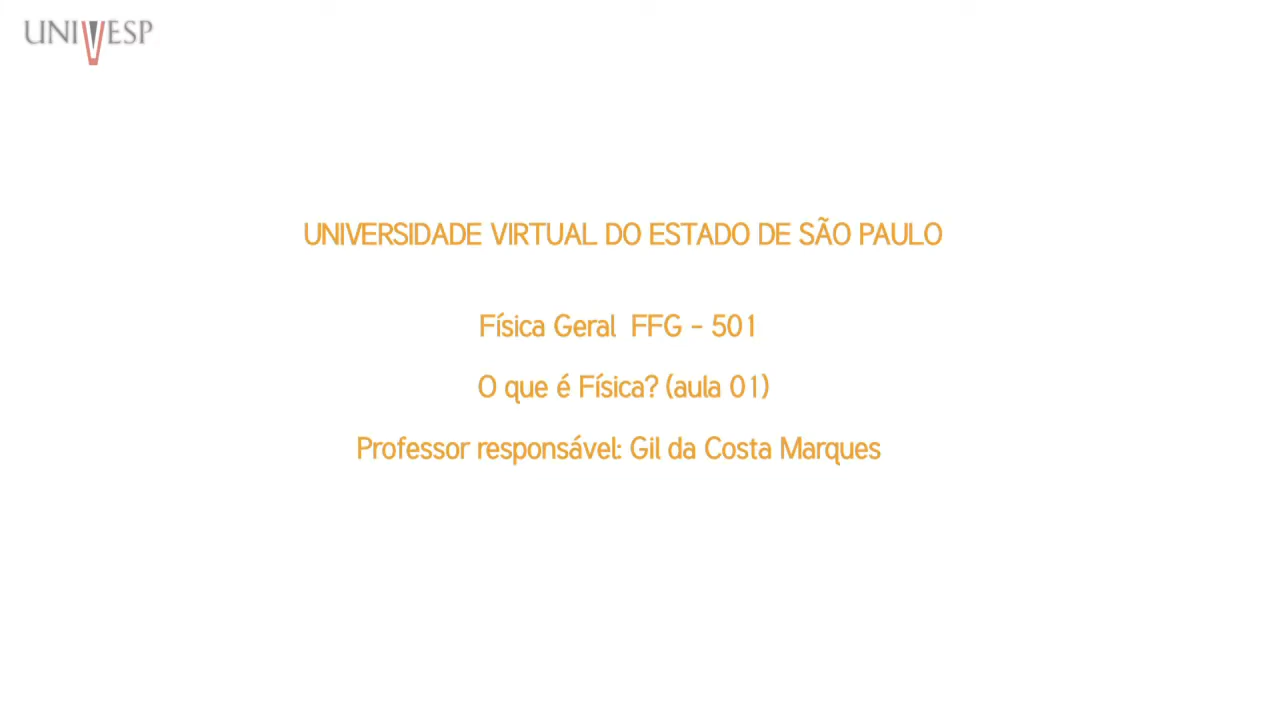 UNIVESP
UNIVERSIDADE VIRTUAL DO ESTADO DE SÃO PAULO
Física Geral FFG - 501
O que é Física? (aula 01)
Professor responsável: Gil da Costa Marques